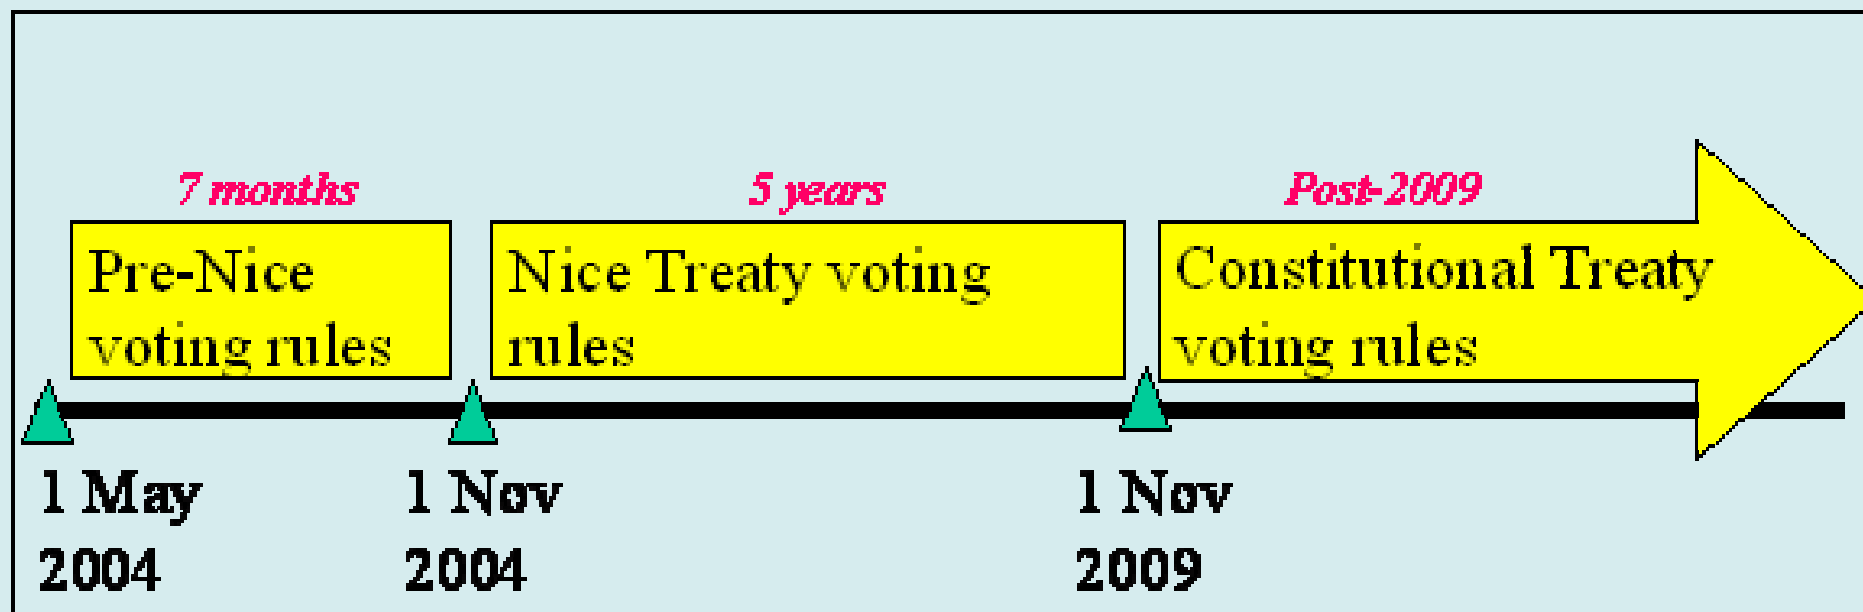 7 months
5 years
Post-2009
Pre-Nice
voting rules
Nice Treaty voting
rules
Constitutional Treaty
voting rules
1 May
2004
1 Nov
2004
1 Nov
2009